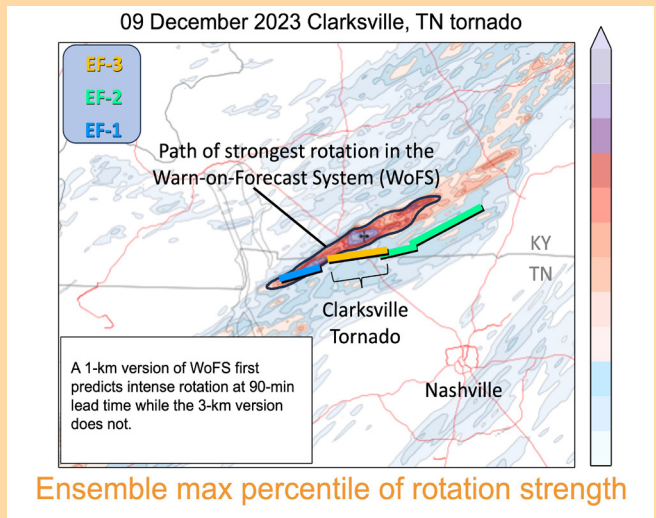 09 December 2023 Clarksville, TN tornado
EF-3
EF-2
EF-1
Path of strongest rotation in the
Warn-on-Forecast System (WoFS)
KY
TN
Clarksville
Tornado
A 1-km version of WoFS first
predicts intense rotation at 90-min
lead time while the 3-km version
does not.
Nashville
Ensemble max percentile of rotation strength